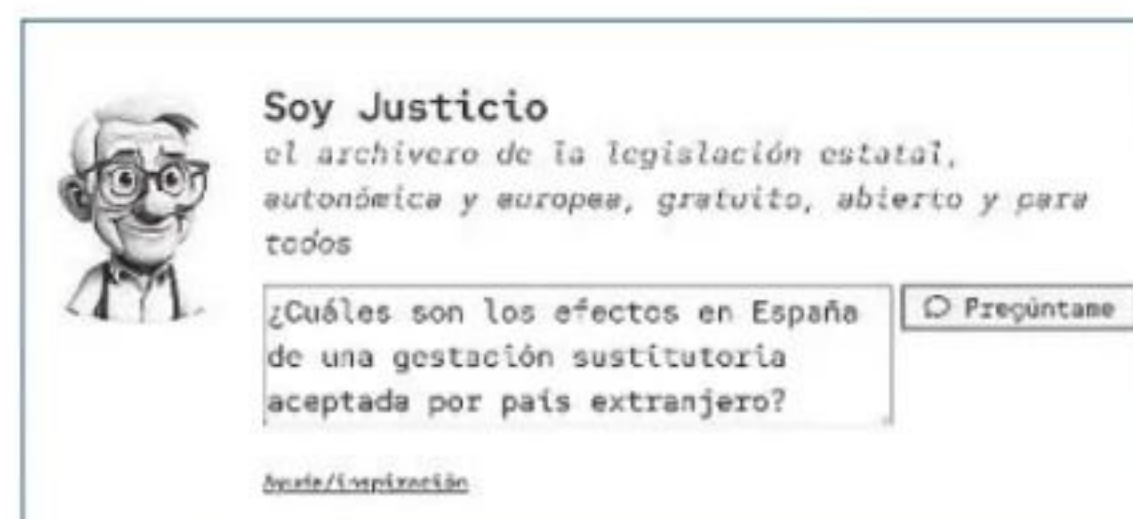 Soy Justicio
el archivero de la legislación estatal,
autonómica y europea, gratuito, abierto y para
todos
¿Cuáles son los efectos en España
de una gestación sustitutoria
aceptada por país extranjero?
Pregúntame
Ayuda/inspiración